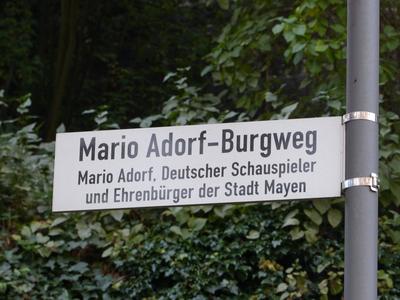 Mario Adorf-Burgweg
Mario Adorf, Deutscher Schauspieler
und Ehrenbürger der Stadt Mayen